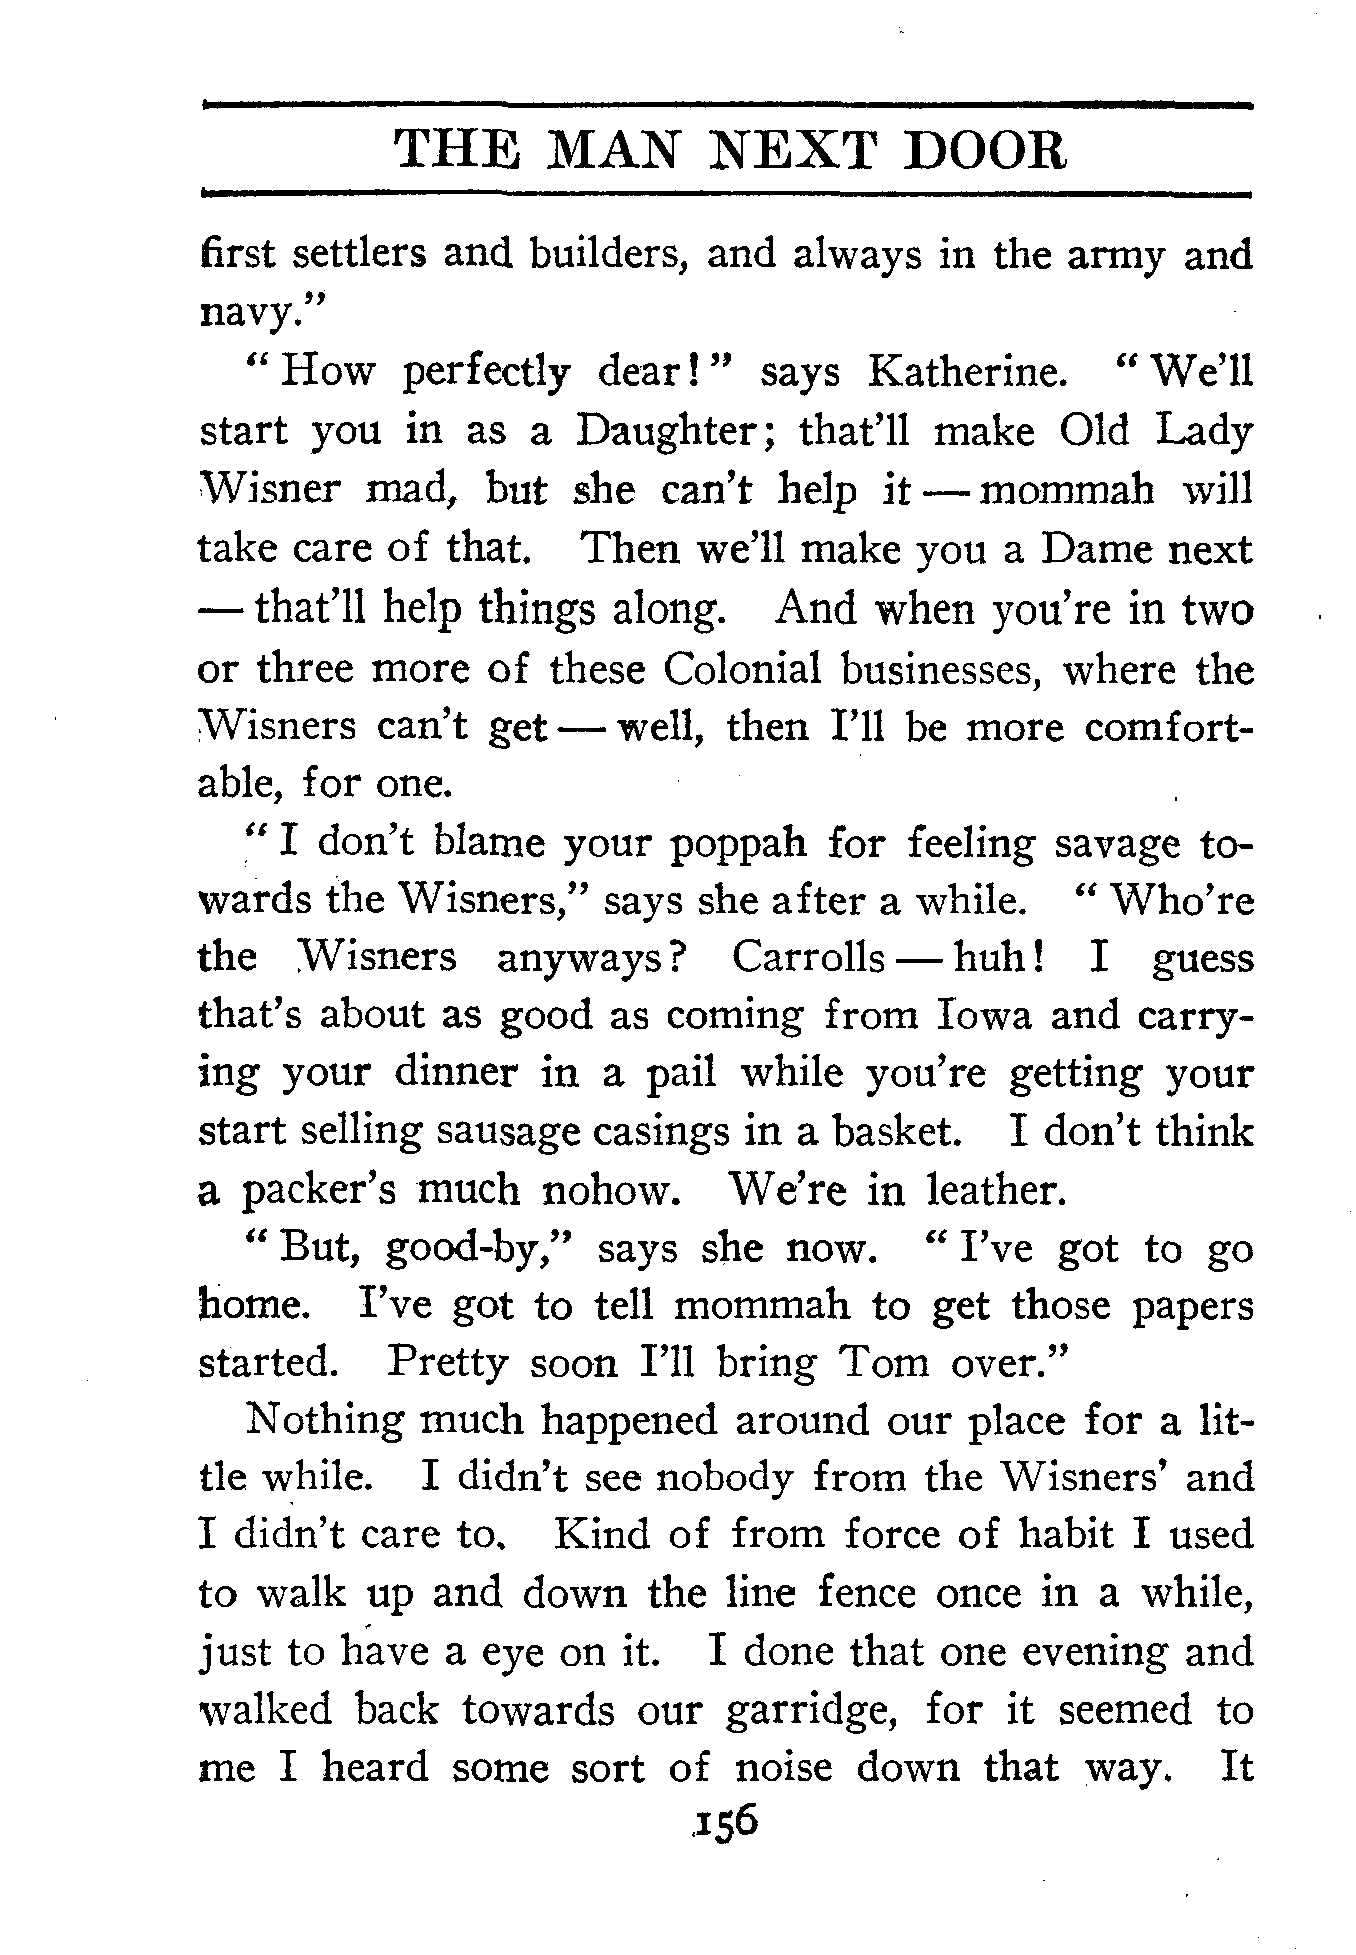 THE MAN NEXT DOOR
first settlers and builders, and always in the army and
navy."
"How perfectly dear!" says Katherine. "We'll
start you in as a Daughter; that'll make Old Lady
Wisner mad, but she can't help it — mommah will
take care of that. Then we'll make you a Dame next
— that'll help things along. And when you're in two
or three more of these Colonial businesses, where the
Wisners can't get — well, then I'll be more comfort-
able, for one.
"I don't blame your poppah for feeling savage to-
wards the Wisners," says she after a while. "Who're
the Wisners anyways? Carrolls — huh! I guess
that's about as good as coming from Iowa and carry-
ing your dinner in a pail while you're getting your
start selling sausage casings in a basket. I don't think
a packer's much nohow. We're in leather.
"But, good-by," says she now. "I've got to go
home. I've got to tell mommah to get those papers
started. Pretty soon I'll bring Tom over."
Nothing much happened around our place for a lit-
tle while. I didn't see nobody from the Wisners' and
I didn't care to. Kind of from force of habit I used
to walk up and down the line fence once in a while,
just to have a eye on it. I done that one evening and
walked back towards our garridge, for it seemed to
me I heard some sort of noise down that way. It
156